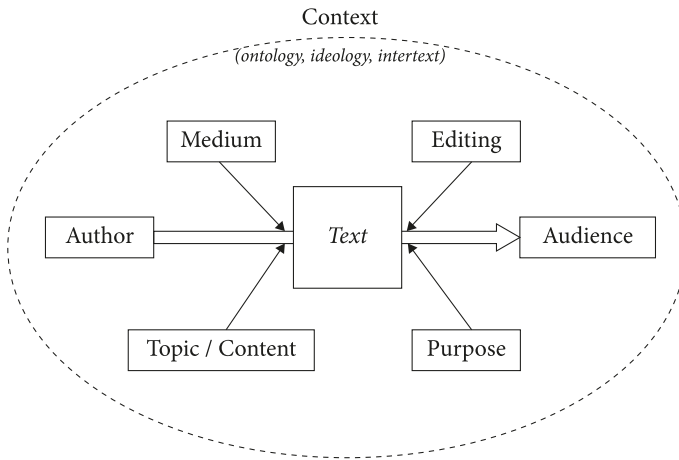 Context
(ontology, ideology, intertext)
Medium
Editing
Author
Text
Audience
Topic / Content
Purpose